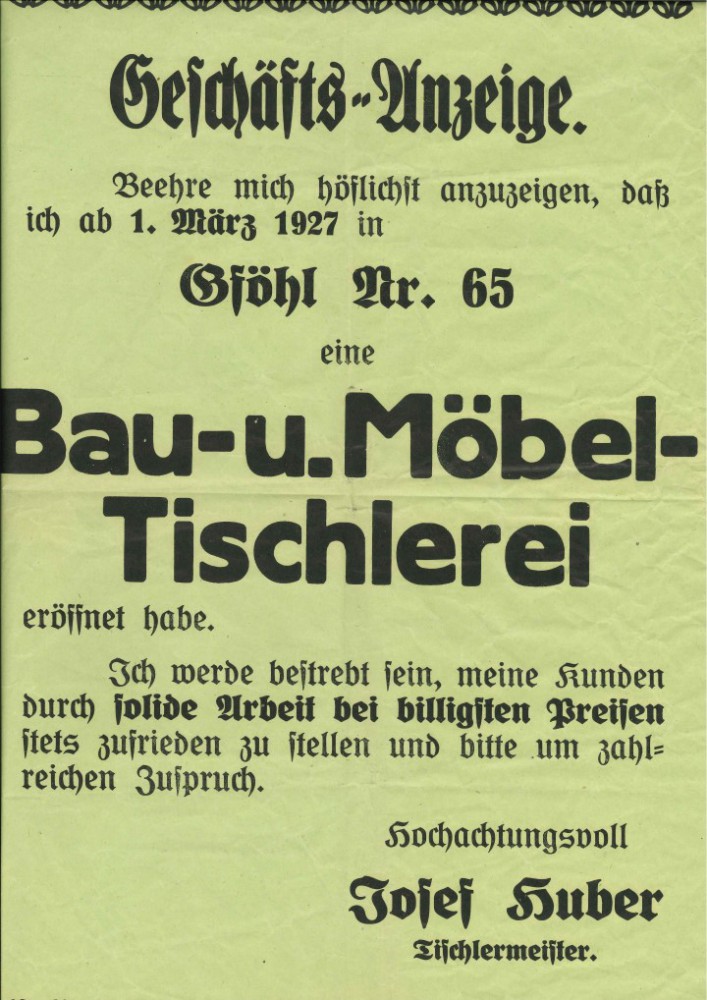 Geschäfts-Anzeige.
Beehre mich höflichst anzuzeigen, daß
ich ab 1. März 1927 in
Gföhl Nr. 65
eine
Bau- u. Möbel-
Tischlerei
eröffnet habe.
Ich werde bestrebt sein, meine Kunden
durch solide Arbeit bei billigsten Preisen
stets zufrieden zu stellen und bitte um zahl-
reichen Zuspruch.
Hochachtungsvoll
Josef Huber
Tischlermeister.